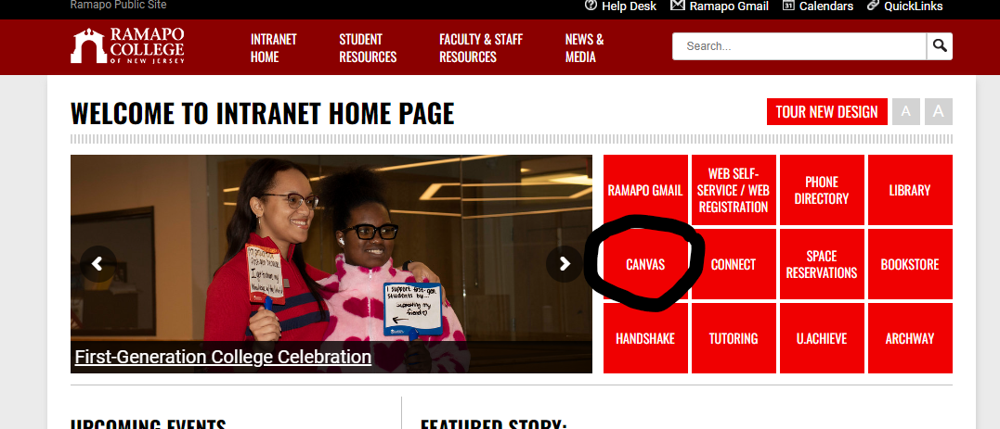 Ramapo Public Site
Help Desk Ramapo Gmail 31 Calendars QuickLinks
RAMAPO
COLLEGE
OF NEW JERSEY
INTRANET
HOME
STUDENT
RESOURCES
FACULTY & STAFF
RESOURCES
NEWS &
MEDIA
Search...
WELCOME TO INTRANET HOME PAGE
TOUR NEW DESIGN
A A
I support first-gen
students by...
Supporting my
friend
First-Generation College Celebration
RAMAPO GMAIL
WEB SELF-
SERVICE / WEB
REGISTRATION
PHONE
DIRECTORY
LIBRARY
CANVAS
CONNECT
SPACE
RESERVATIONS
BOOKSTORE
HANDSHAKE
TUTORING
U.ACHIEVE
ARCHWAY
UPCOMING EVENTS
FEATURED STORY: